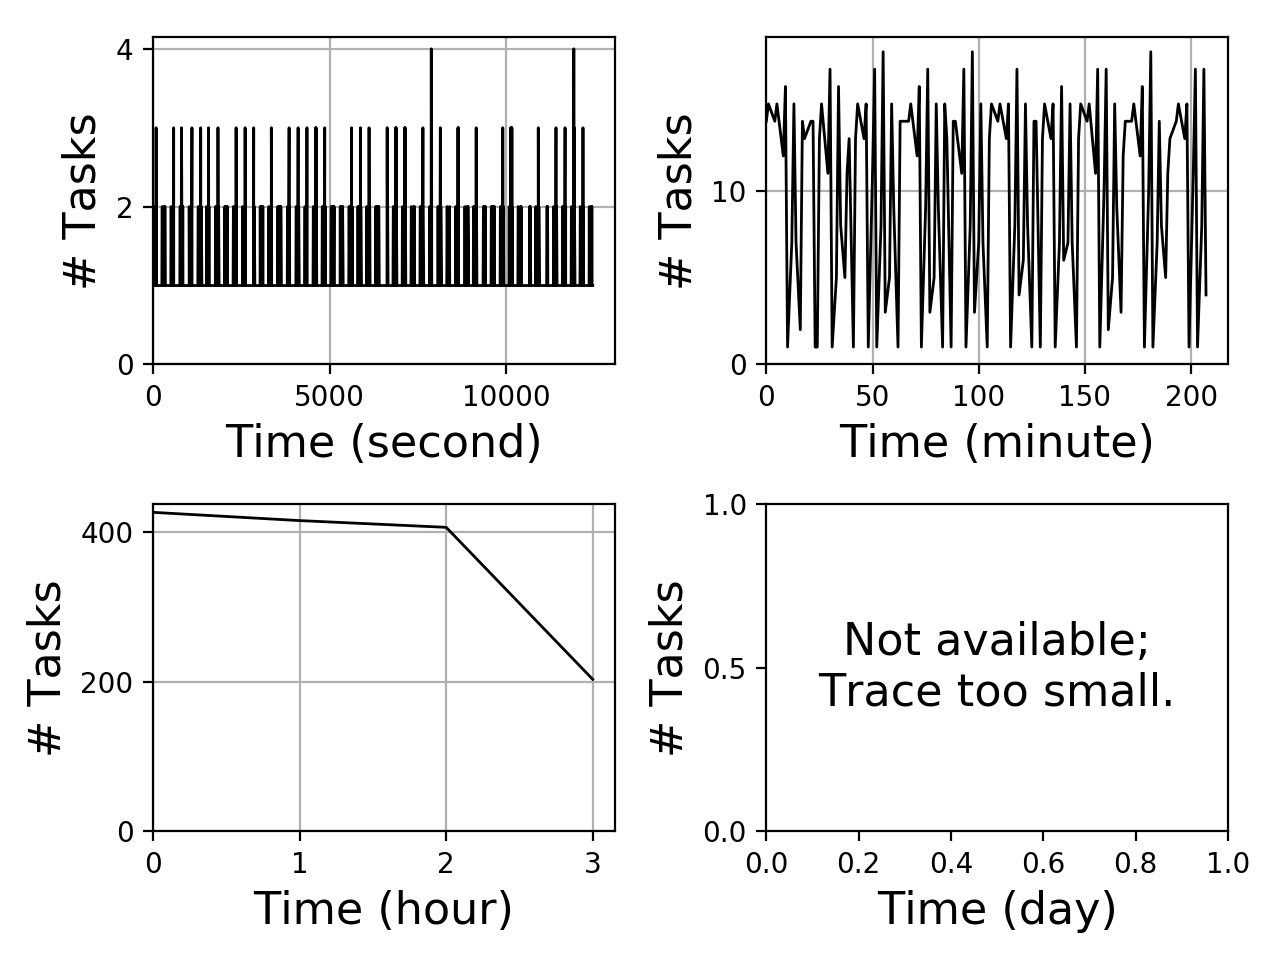 4
2
0
# Tasks
0
5000
10000
Time (second)
10
0
# Tasks
0
50
100
150
200
Time (minute)
400
200
0
# Tasks
0
1
2
3
Time (hour)
1.0
0.5
0.0
# Tasks
Not available;
Trace too small.
0.0
0.2
0.4
0.6
0.8
1.0
Time (day)